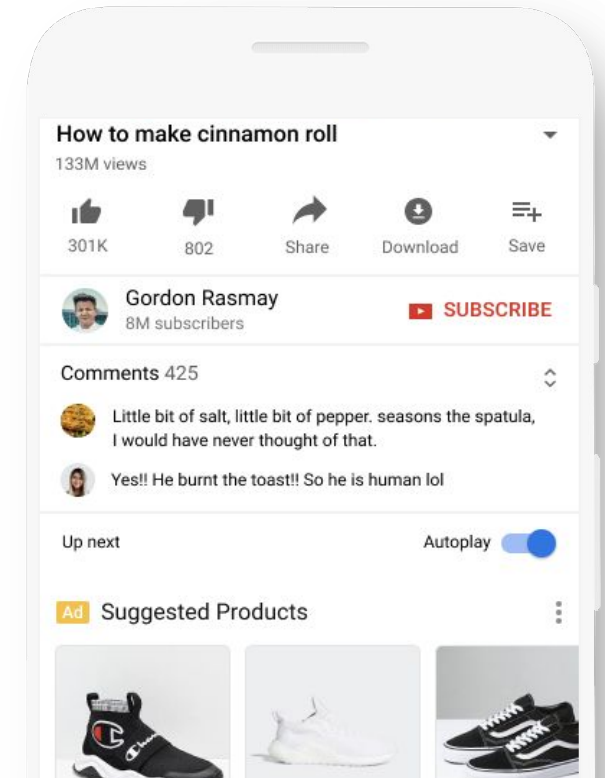 How to make cinnamon roll
133M views
301K
802
Share
Download
Save
Gordon Rasmay
8M subscribers
SUBSCRIBE
Comments 425
Little bit of salt, little bit of pepper. seasons the spatula,
I would have never thought of that.
Yes!! He burnt the toast!! So he is human lol
Up next
Autoplay
Ad Suggested Products